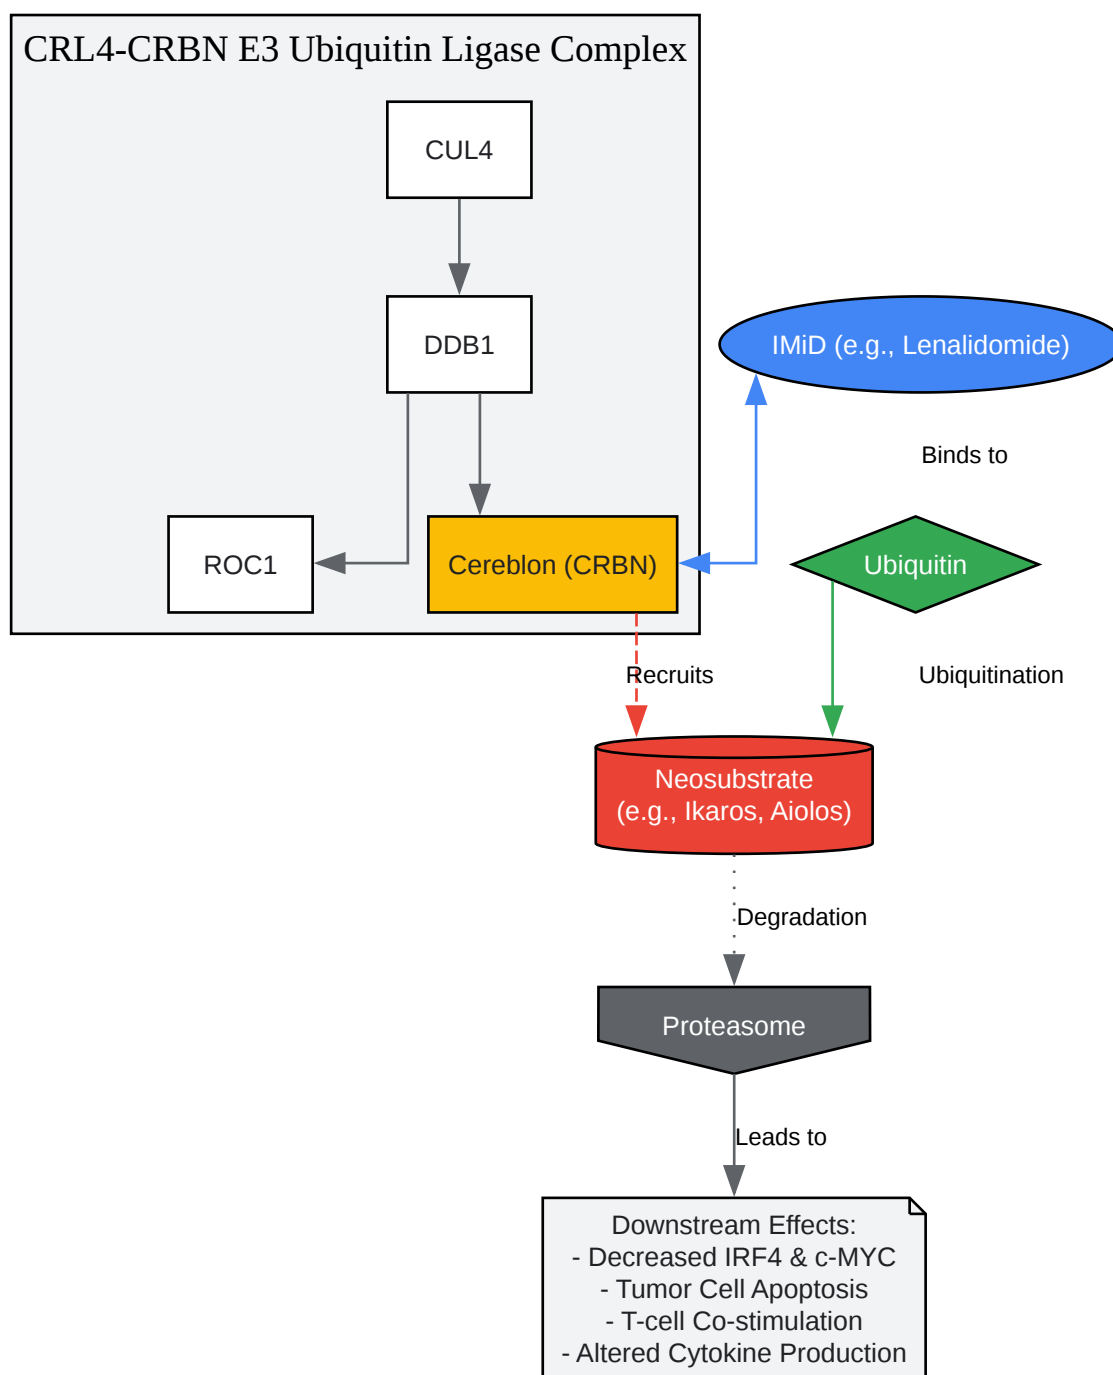 CRL4-CRBN E3 Ubiquitin Ligase Complex
CUL4
DDB1
IMiD (e.g., Lenalidomide)
Binds to
ROC1
Cereblon (CRBN)
Ubiquitin
Recruits
Ubiquitination
Neosubstrate
(e.g., Ikaros, Aiolos)
Degradation
Proteasome
Leads to
Downstream Effects:
- Decreased IRF4 & c-MYC
- Tumor Cell Apoptosis
- T-cell Co-stimulation
- Altered Cytokine Production